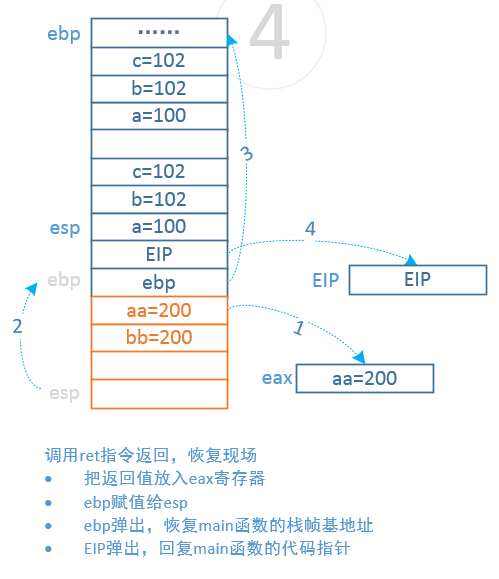 4
ebp
······
c=102
b=102
a=100
c=102
b=102
esp
a=100
EIP
ebp
ebp
aa=200
bb=200
esp
1
2
3
4
EIP
EIP
eax
aa=200
调用ret指令返回，恢复现场
• 把返回值放入eax寄存器
• ebp赋值给esp
• ebp弹出，恢复main函数的栈帧基地址
• EIP弹出，回复main函数的代码指针